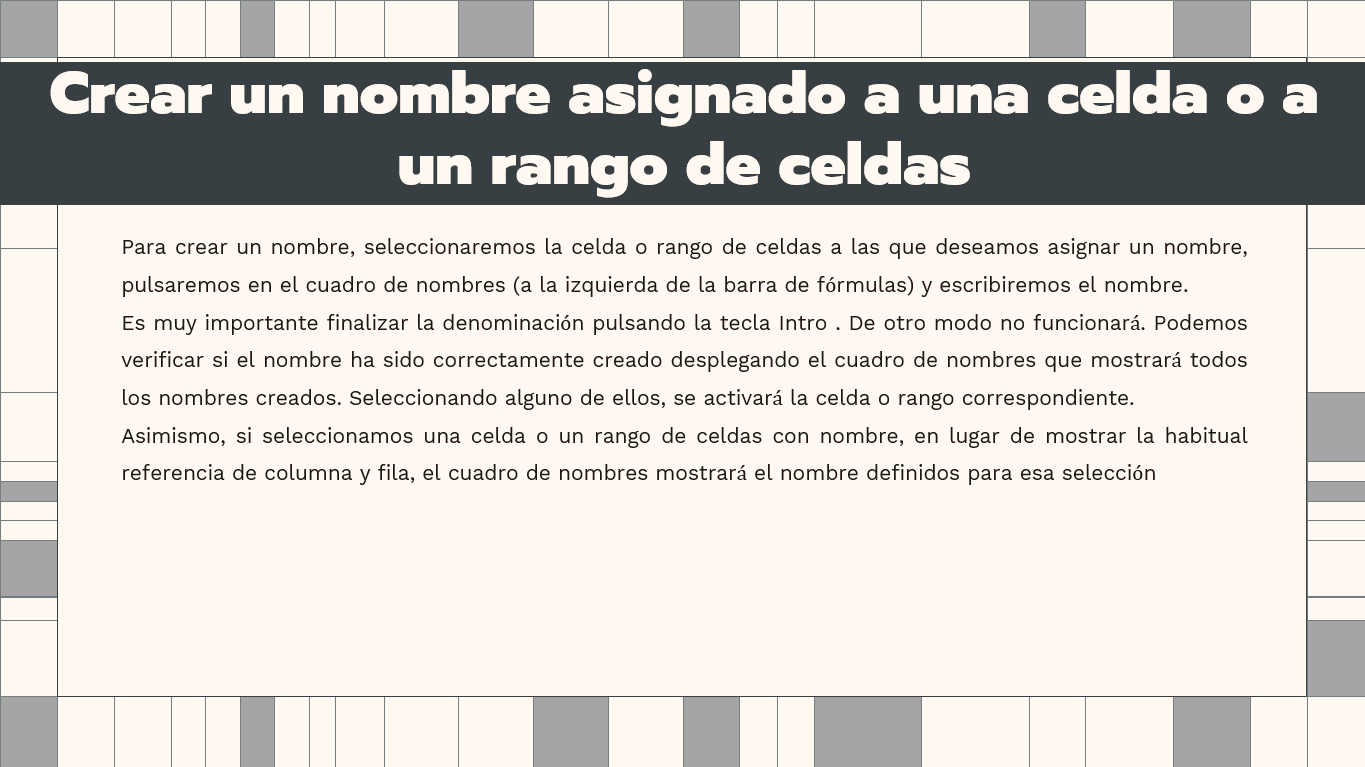 Crear un nombre asignado a una celda o a
un rango de celdas
Para crear un nombre, seleccionaremos la celda o rango de celdas a las que deseamos asignar un nombre,
pulsaremos en el cuadro de nombres (a la izquierda de la barra de fórmulas) y escribiremos el nombre.
Es muy importante finalizar la denominación pulsando la tecla Intro . De otro modo no funcionará. Podemos
verificar si el nombre ha sido correctamente creado desplegando el cuadro de nombres que mostrará todos
los nombres creados. Seleccionando alguno de ellos, se activará la celda o rango correspondiente.
Asimismo, si seleccionamos una celda o un rango de celdas con nombre, en lugar de mostrar la habitual
referencia de columna y fila, el cuadro de nombres mostrará el nombre definidos para esa selección